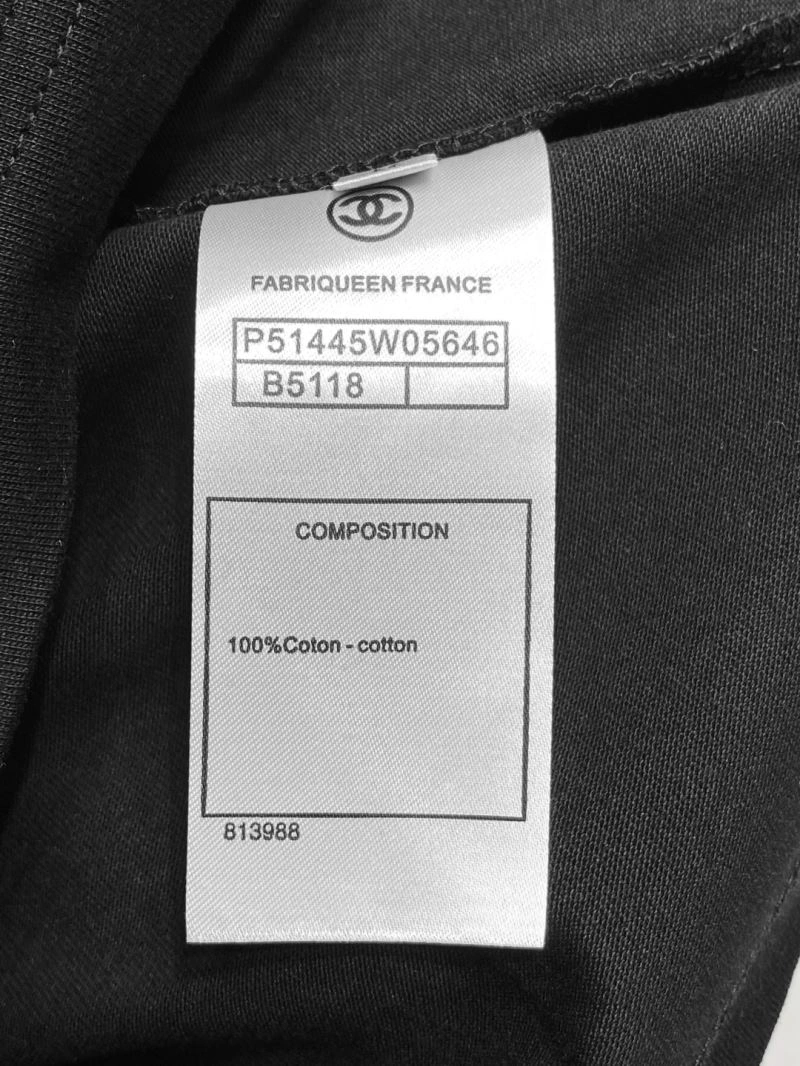 FABRIQUEEN FRANCE
P51445W05646
B5118
COMPOSITION
100%Coton - cotton
813988